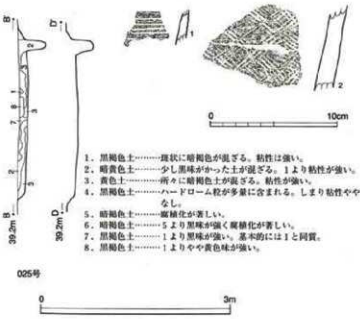 B'
D'
2
8
1
7
3
5
B
39.2m
D
39.2m
1
2
0
10cm
1．黒褐色土………斑状に暗褐色が混ざる。粘性は強い。
2．暗黄色土………少し黒味がかった土が混ざる。1より粘性が強い。
3．黄色土…………所々に暗褐色土が混ざる。粘性が強い。
4．黒褐色土………ハードローム粒が多量に含まれる。しまり粘性やや
なし。
5．暗褐色土………腐植化が著しい。
6．暗褐色土………5より黒味が強く腐植化が著しい。
7．黒褐色土………1より黒味が強い。基本的には1と同質。
8．黒褐色土………1よりやや黄色味が強い。
025号
0
3m